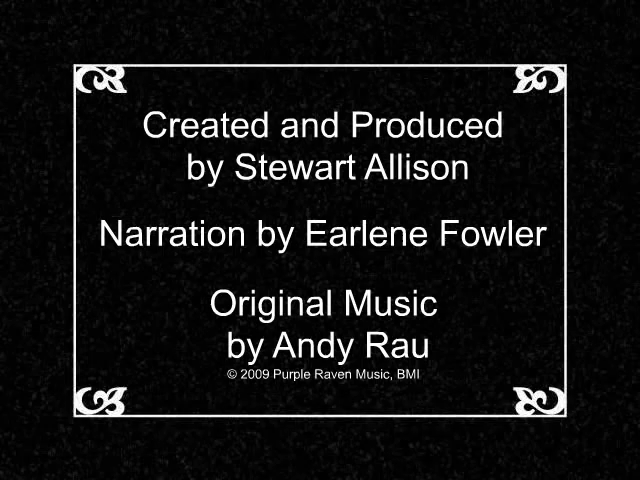 Created and Produced
by Stewart Allison
Narration by Earlene Fowler
Original Music
by Andy Rau
© 2009 Purple Raven Music, BMI